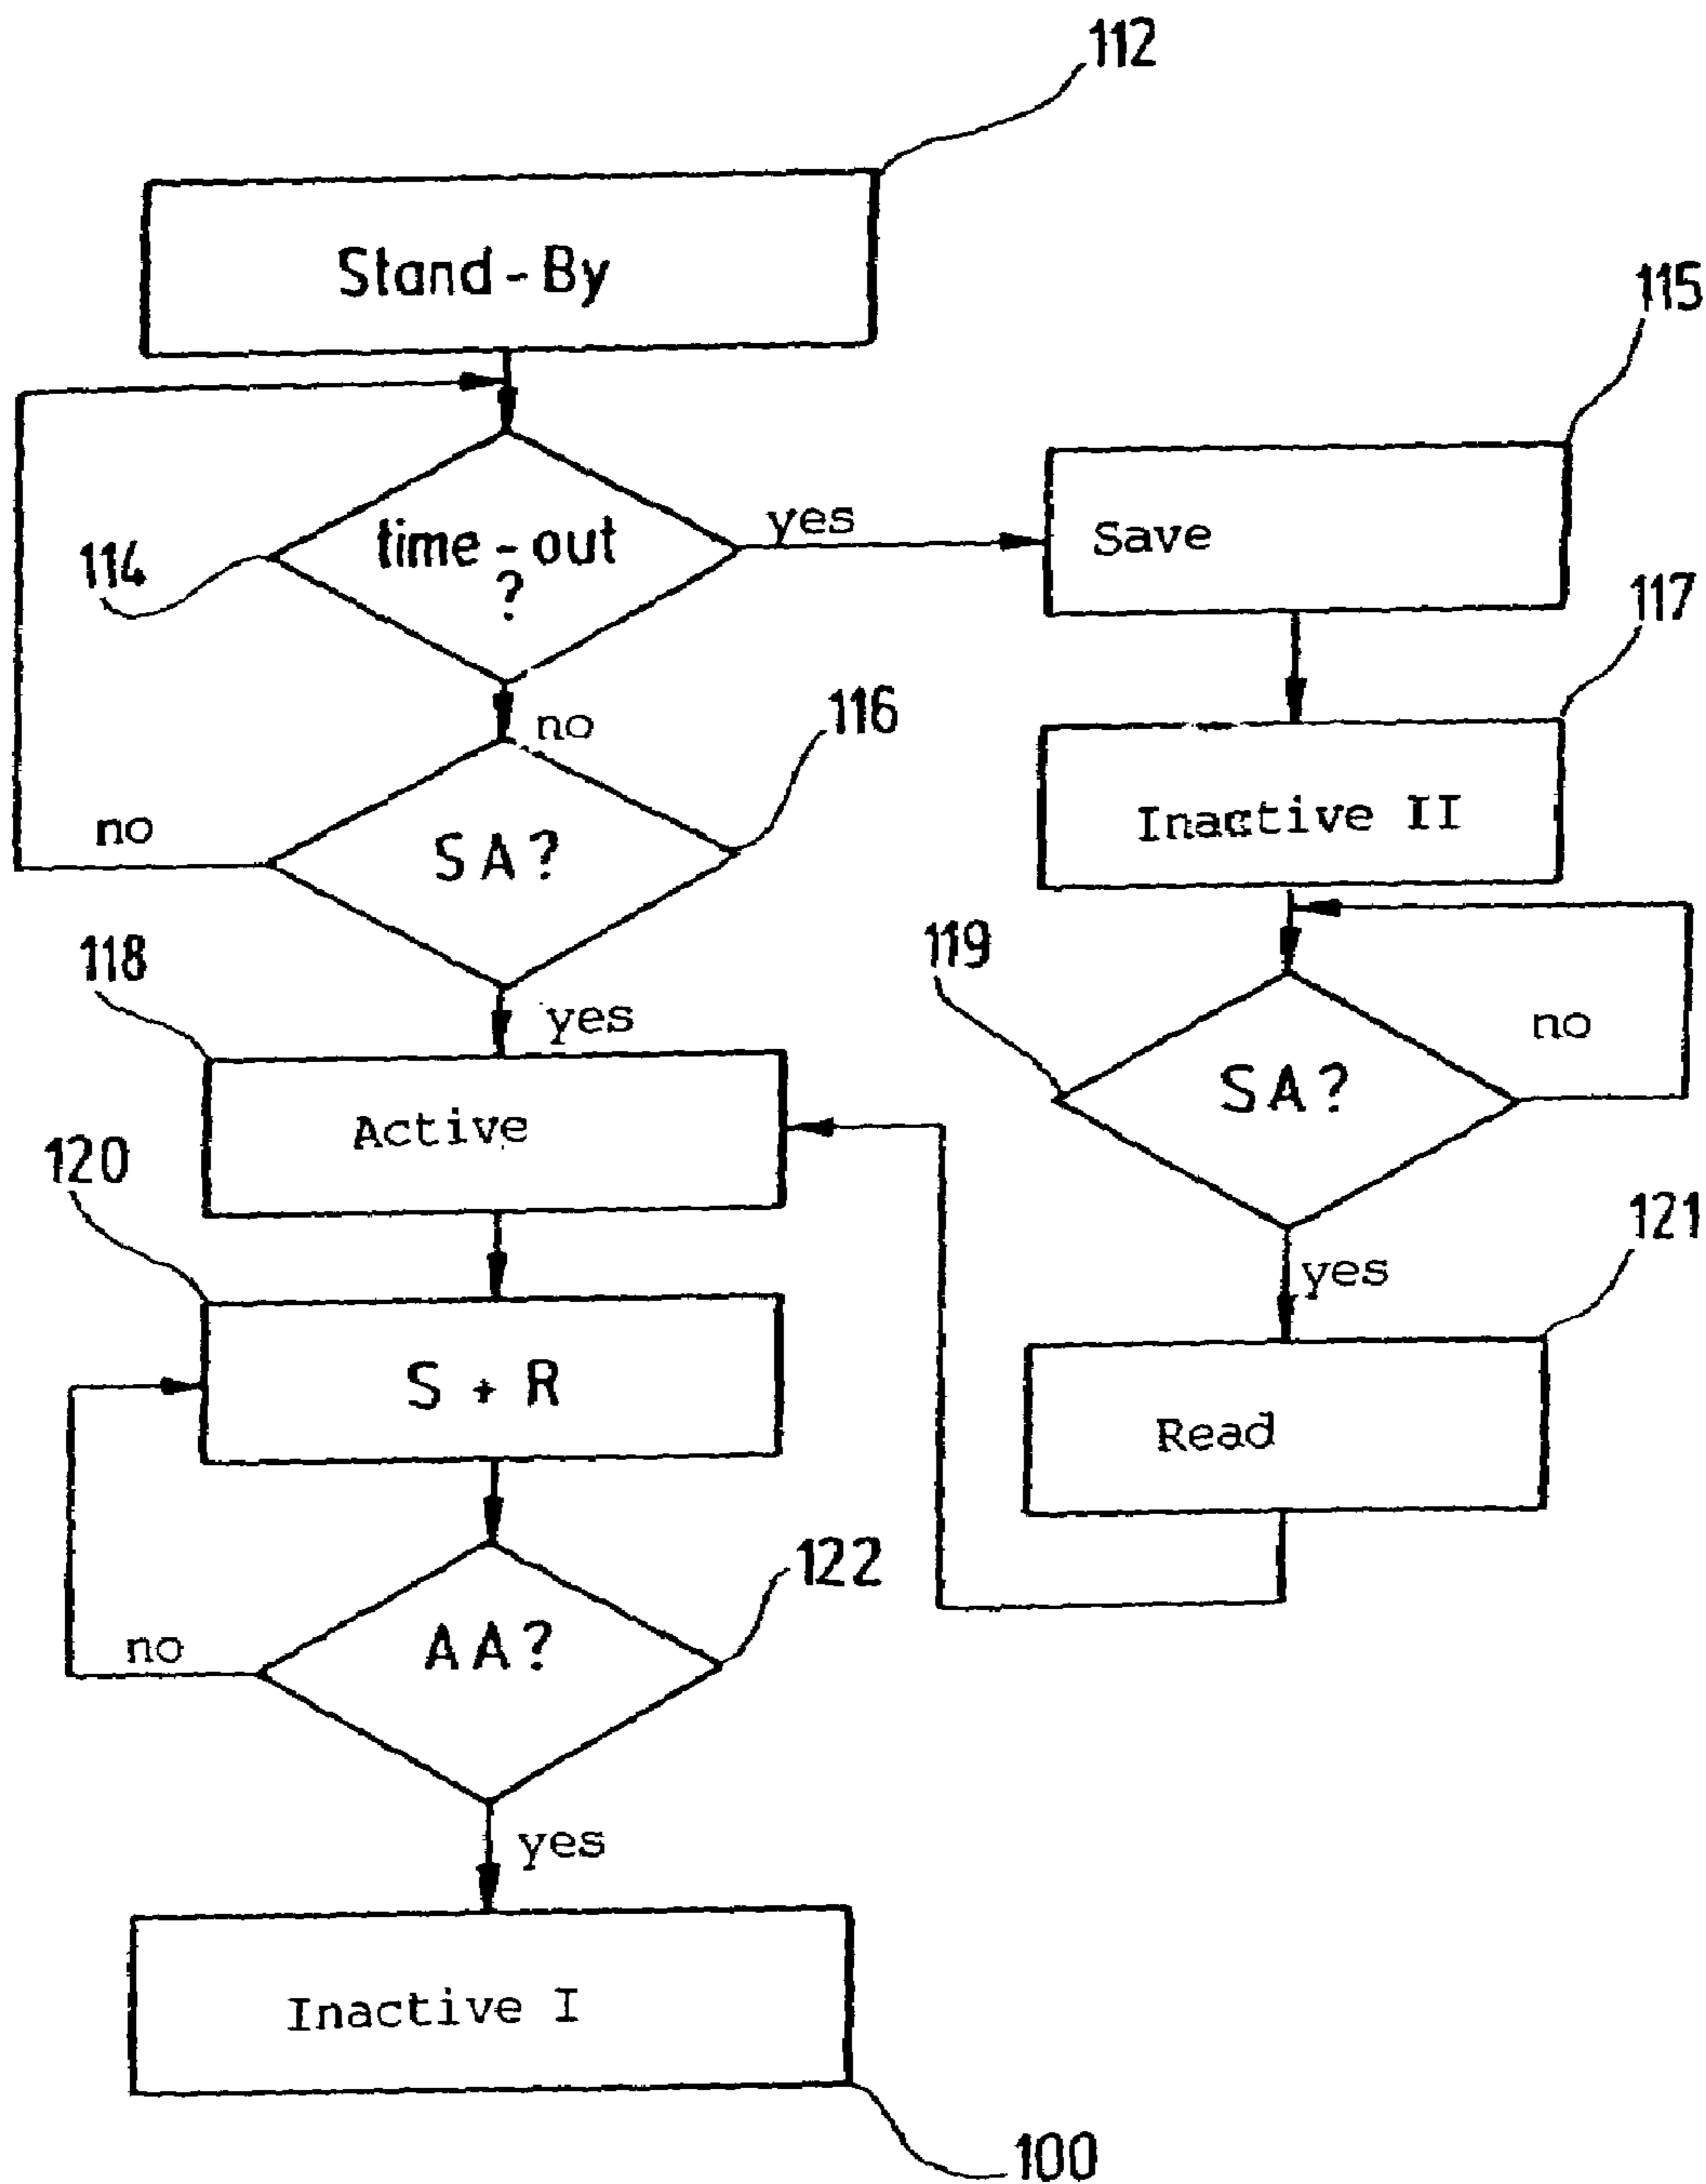 112
Stand-By
115
114
time-out
?
yes
Save
117
no
116
Inactive II
SA?
no
118
yes
119
SA?
no
Active
120
yes
121
S + R
Read
122
AA?
no
yes
Inactive I
100